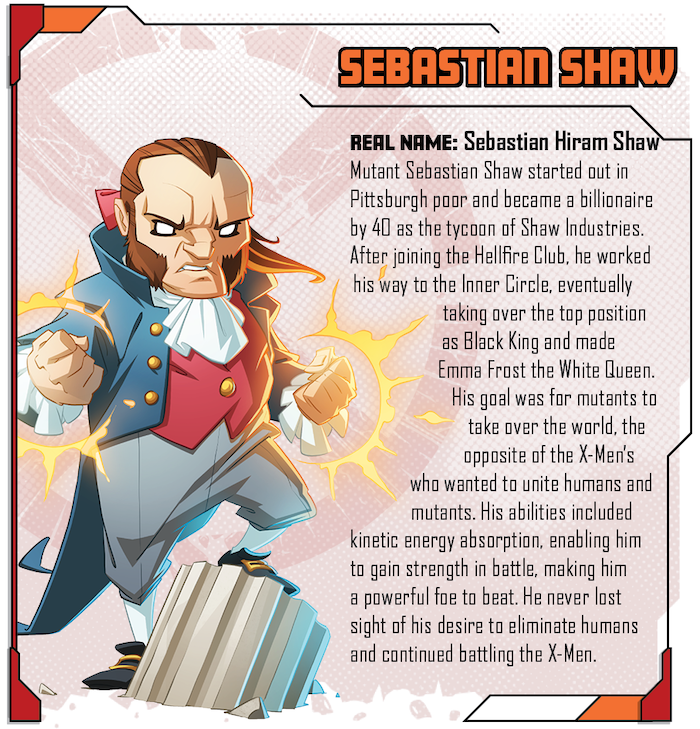 SEBASTIAN SHAW
REAL NAME: Sebastian Hiram Shaw
Mutant Sebastian Shaw started out in
Pittsburgh poor and became a billionaire
by 40 as the tycoon of Shaw Industries.
After joining the Hellfire Club, he worked
his way to the Inner Circle, eventually
taking over the top position
as Black King and made
Emma Frost the White Queen.
His goal was for mutants to
take over the world, the
opposite of the X-Men's
who wanted to unite humans and
mutants. His abilities included
kinetic energy absorption, enabling him
to gain strength in battle, making him
a powerful foe to beat. He never lost
sight of his desire to eliminate humans
and continued battling the X-Men.